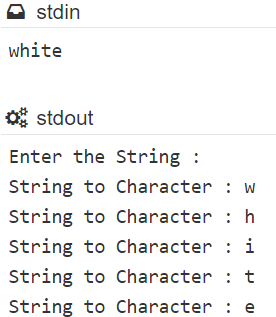 stdin
white
stdout
Enter the String :
String to Character : w
String to Character : h
String to Character : i
String to Character : t
String to Character : e